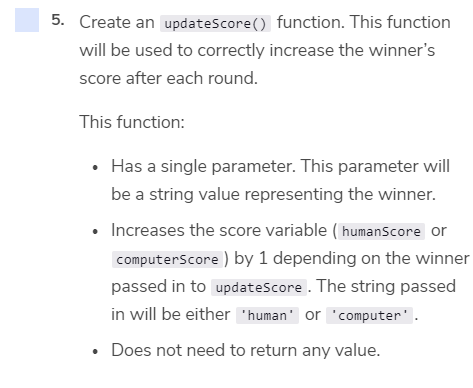 5. Create an updateScore() function. This function
will be used to correctly increase the winner’s
score after each round.
This function:
• Has a single parameter. This parameter will
be a string value representing the winner.
• Increases the score variable ( humanScore or
computerScore ) by 1 depending on the winner
passed in to updateScore . The string passed
in will be either 'human' or 'computer' .
• Does not need to return any value.